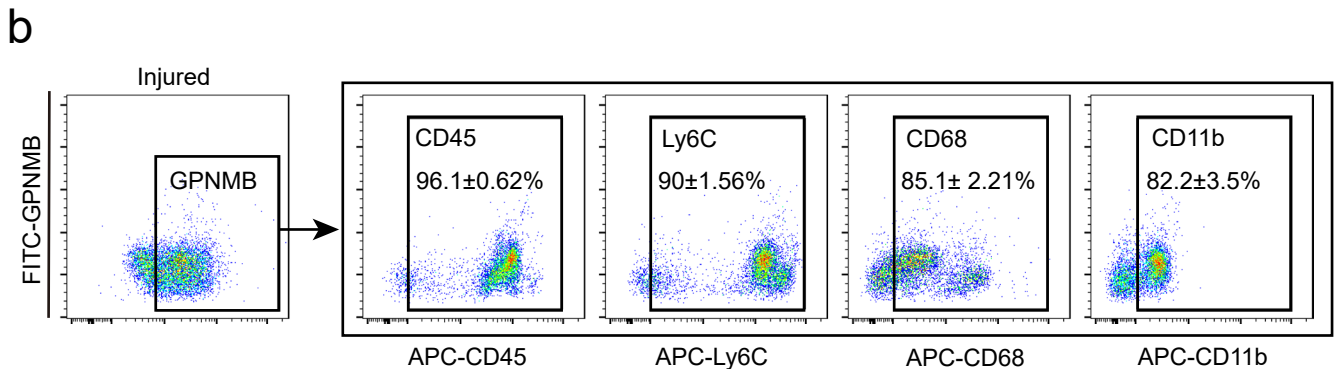 b
Injured
FITC-GPNMB
GPNMB
CD45
96.1±0.62%
Ly6C
90±1.56%
CD68
85.1± 2.21%
CD11b
82.2±3.5%
APC-CD45
APC-Ly6C
APC-CD68
APC-CD11b